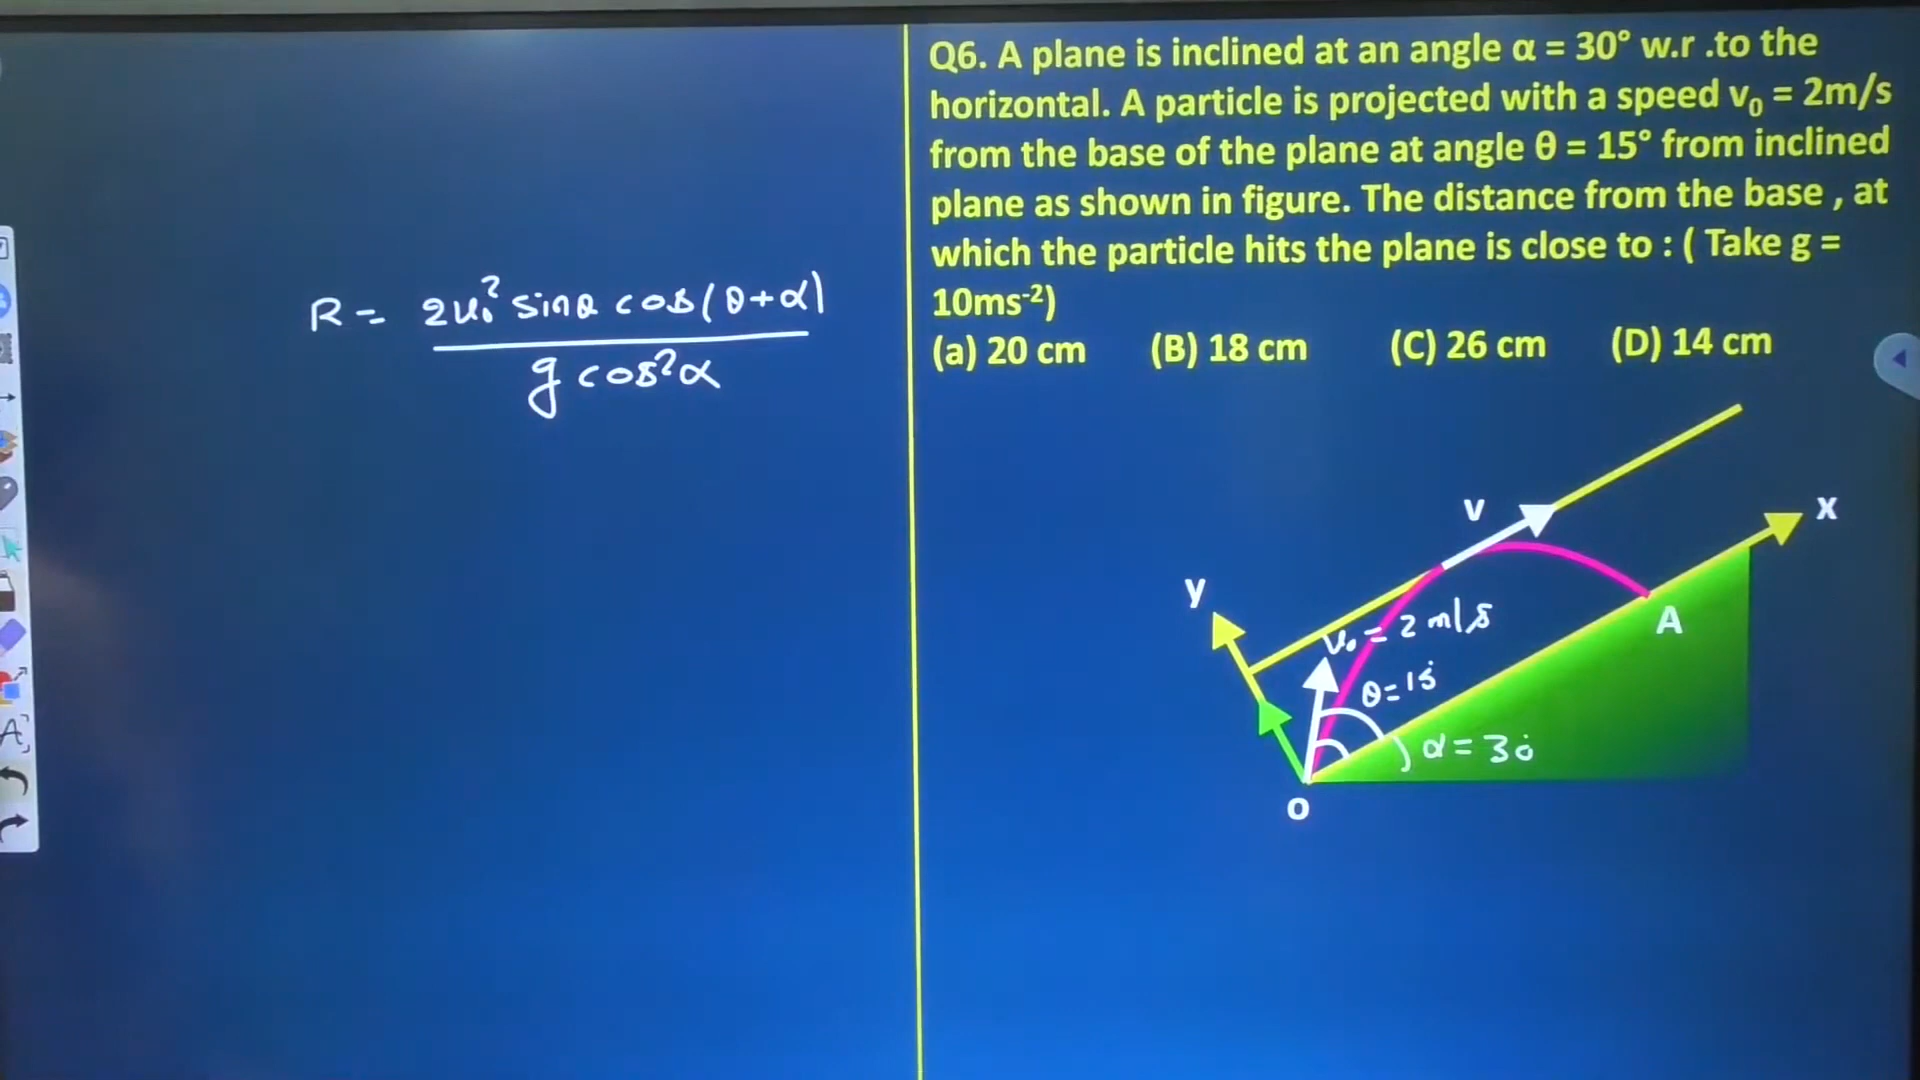 R = 2u₀² sinθ cos(θ+α)
g cos²α
Q6. A plane is inclined at an angle α = 30° w.r .to the
horizontal. A particle is projected with a speed v₀ = 2m/s
from the base of the plane at angle θ = 15° from inclined
plane as shown in figure. The distance from the base , at
which the particle hits the plane is close to : ( Take g =
10ms⁻²)
(a) 20 cm (B) 18 cm (C) 26 cm (D) 14 cm
V
X
y
u₀ = 2 m/s
A
θ=15°
α = 30°
O